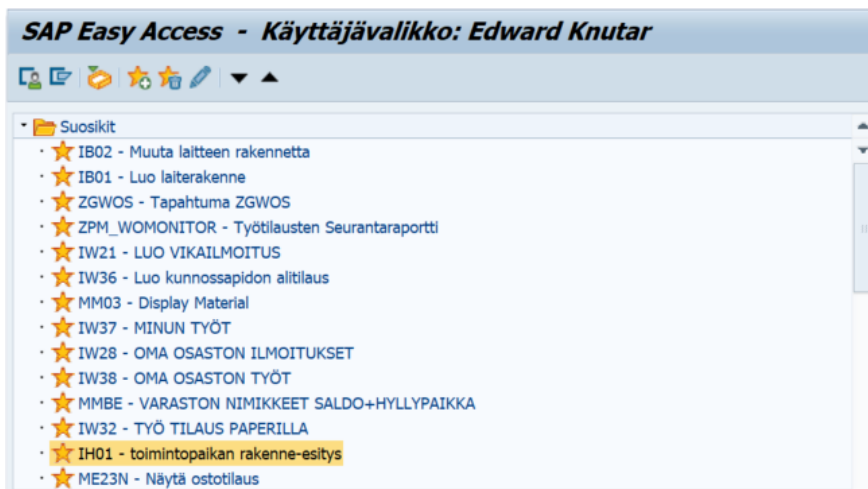 SAP Easy Access - Käyttäjävalikko: Edward Knutar
Suosikit
IB02 - Muuta laitteen rakennetta
IB01 - Luo laiterakenne
ZGWOS - Tapahtuma ZGWOS
ZPM_WOMONITOR - Työtilausten Seurantaraportti
IW21 - LUO VIKAILMOITUS
IW36 - Luo kunnossapidon alitilaus
MM03 - Display Material
IW37 - MINUN TYÖT
IW28 - OMA OSASTON ILMOITUKSET
IW38 - OMA OSASTON TYÖT
MMBE - VARASTON NIMIKKEET SALDO+HYLLYPAIKKA
IW32 - TYÖ TILAUS PAPERILLA
IH01 - toimintopaikan rakenne-esitys
ME23N - Näytä ostotilaus